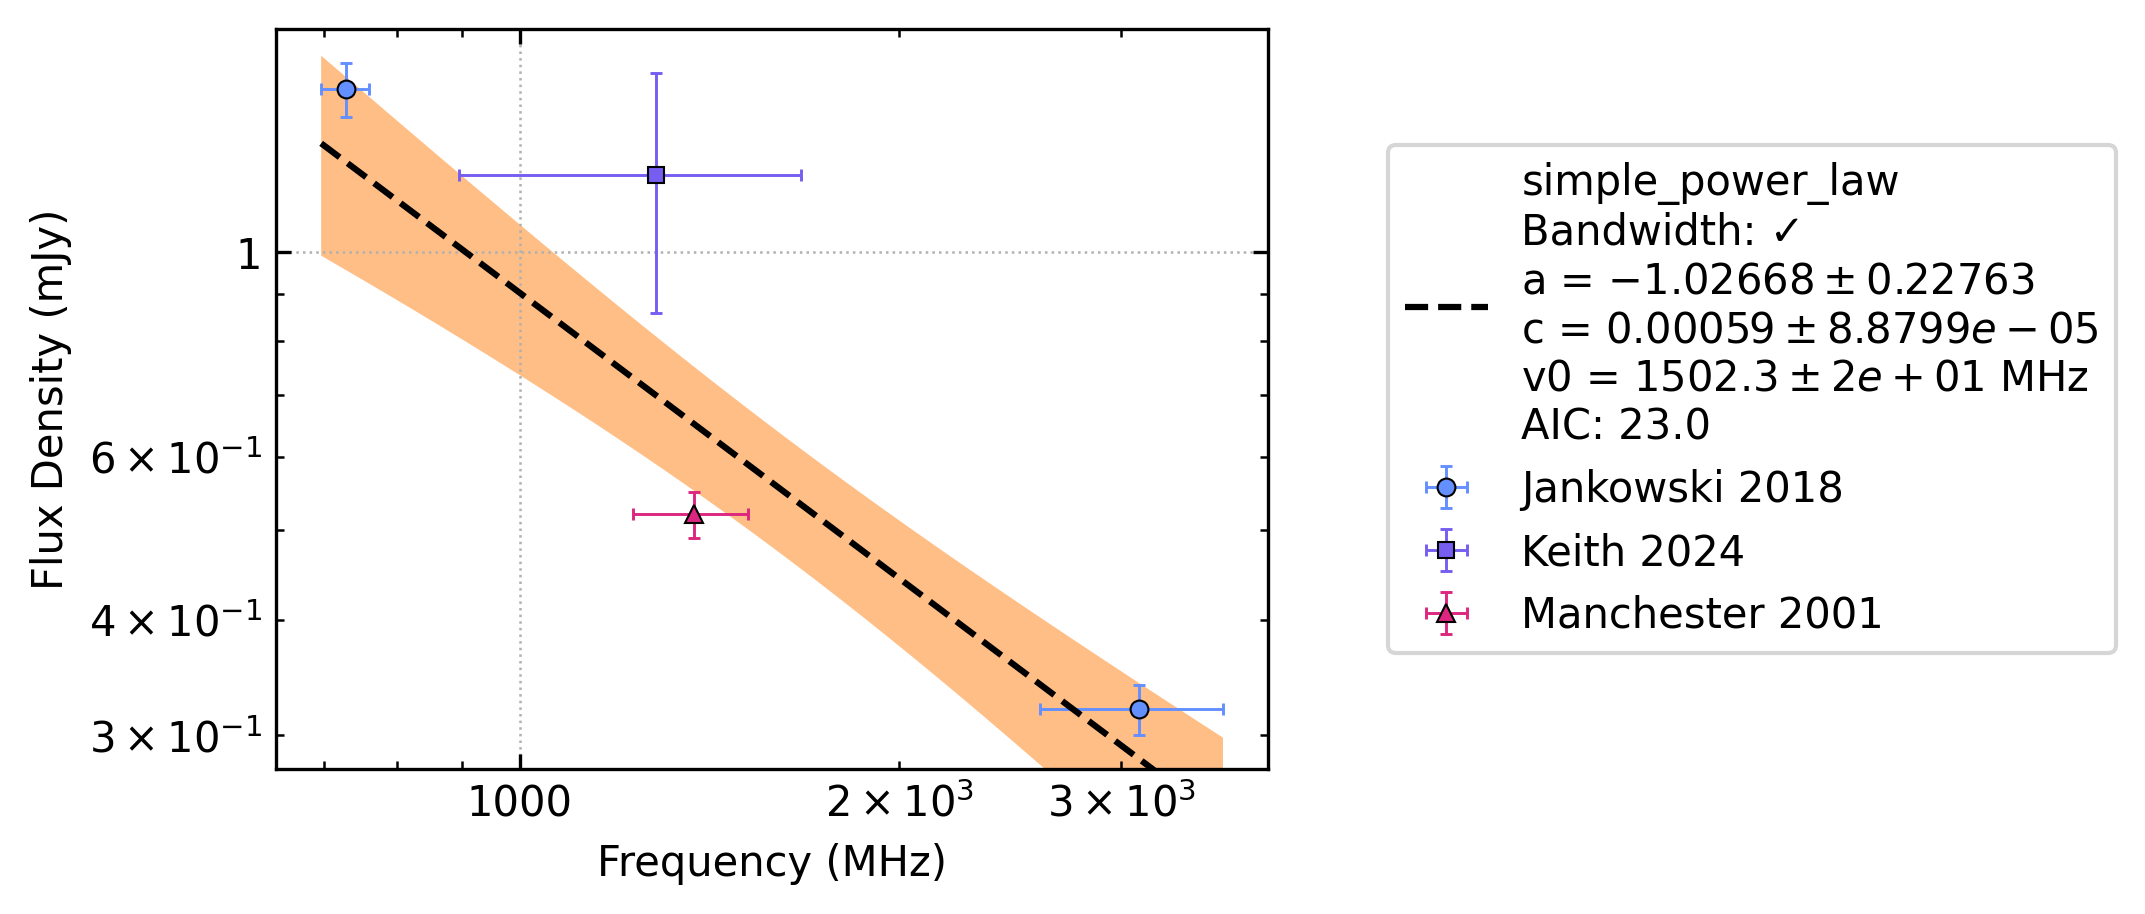 1
6 × 10⁻¹
4 × 10⁻¹
3 × 10⁻¹
Flux Density (mJy)
1000
2 × 10³
3 × 10³
Frequency (MHz)
simple_power_law
Bandwidth: ✓
a = −1.02668 ± 0.22763
c = 0.00059 ± 8.8799e − 05
v0 = 1502.3 ± 2e + 01 MHz
AIC: 23.0
Jankowski 2018
Keith 2024
Manchester 2001